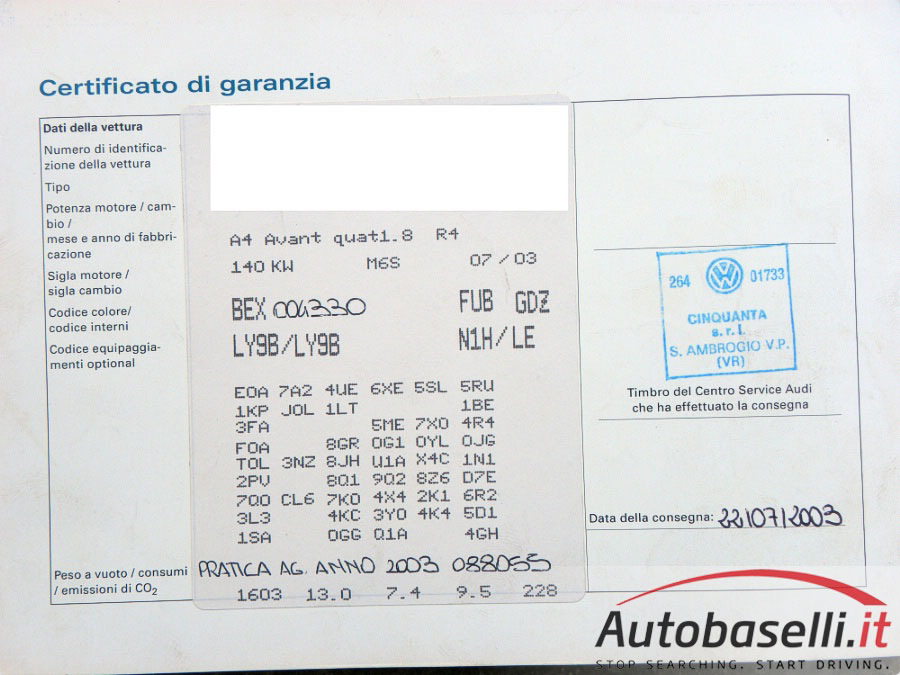 Certificato di garanzia
Dati della vettura
Numero di identifica-
zione della vettura
Tipo
Potenza motore / cam-
bio /
mese e anno di fabbri-
cazione
Sigla motore /
sigla cambio
Codice colore/
codice interni
Codice equipaggia-
menti optional
Peso a vuoto / consumi
/ emissioni di CO2
A4 Avant quat1.8 R4
140 KW M6S 07/03
BEX 004330 FUB GDZ
LY9B/LY9B N1H/LE
E0A 7A2 4UE 6XE 5SL 5RU
1KP J0L 1LT 1BE
3FA 5ME 7X0 4R4
F0A 8GR 0G1 0YL 0JG
T0L 3NZ 8JH U1A X4C 1N1
2PV 8Q1 9Q2 8Z6 D7E
7Q0 CL6 7K0 4X4 2K1 6R2
3L3 4KC 3Y0 4K4 5D1
1SA 0GG Q1A 4GH
PRATICA AG. ANNO 2003 088055
1603 13.0 7.4 9.5 228
264 01733
CINQUANTA
s.r.l.
S. AMBROGIO V.P.
(VR)
Timbro del Centro Service Audi
che ha effettuato la consegna
Data della consegna: 22/07/2003
Autobaselli.it
STOP SEARCHING. START DRIVING.